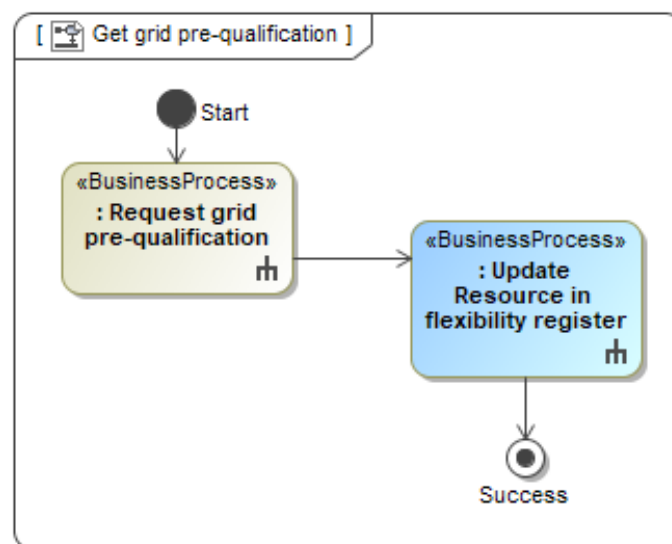 [ Get grid pre-qualification ]
Start
«BusinessProcess»
: Request grid
pre-qualification
«BusinessProcess»
: Update
Resource in
flexibility register
Success